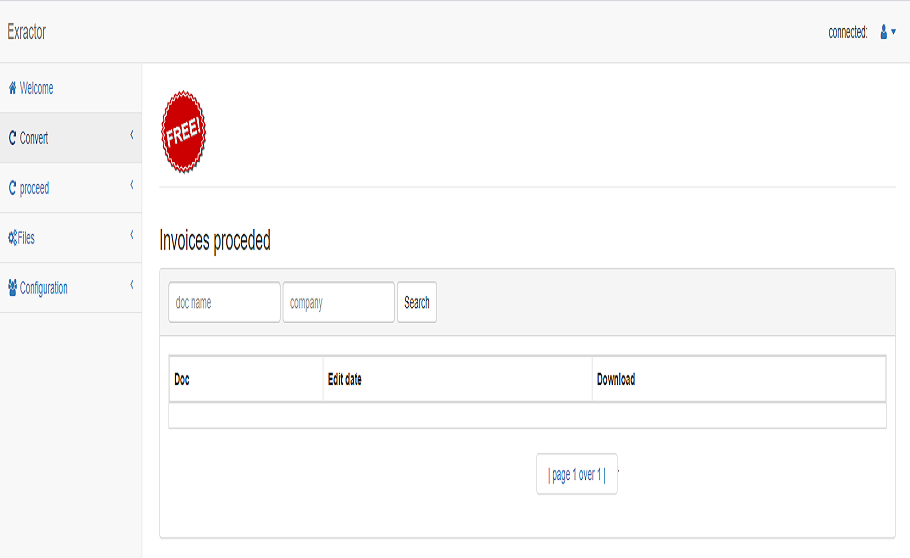 Exractor
connected:
Welcome
Convert
proceed
Files
Configuration
FREE!
Invoices proceded
doc name
company
Search
Doc Edit date Download
| page 1 over 1 |